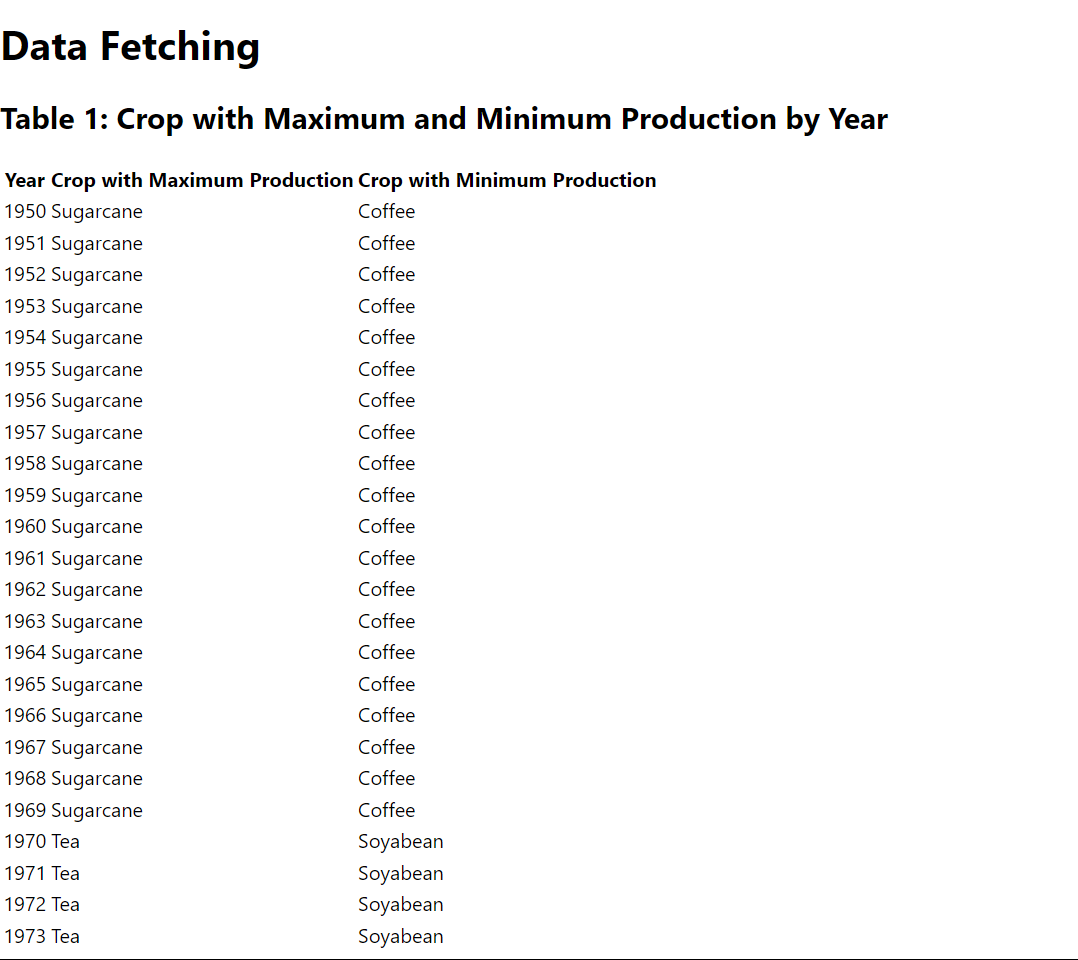 Data Fetching
Table 1: Crop with Maximum and Minimum Production by Year
Year Crop with Maximum Production Crop with Minimum Production
1950 Sugarcane Coffee
1951 Sugarcane Coffee
1952 Sugarcane Coffee
1953 Sugarcane Coffee
1954 Sugarcane Coffee
1955 Sugarcane Coffee
1956 Sugarcane Coffee
1957 Sugarcane Coffee
1958 Sugarcane Coffee
1959 Sugarcane Coffee
1960 Sugarcane Coffee
1961 Sugarcane Coffee
1962 Sugarcane Coffee
1963 Sugarcane Coffee
1964 Sugarcane Coffee
1965 Sugarcane Coffee
1966 Sugarcane Coffee
1967 Sugarcane Coffee
1968 Sugarcane Coffee
1969 Sugarcane Coffee
1970 Tea Soyabean
1971 Tea Soyabean
1972 Tea Soyabean
1973 Tea Soyabean